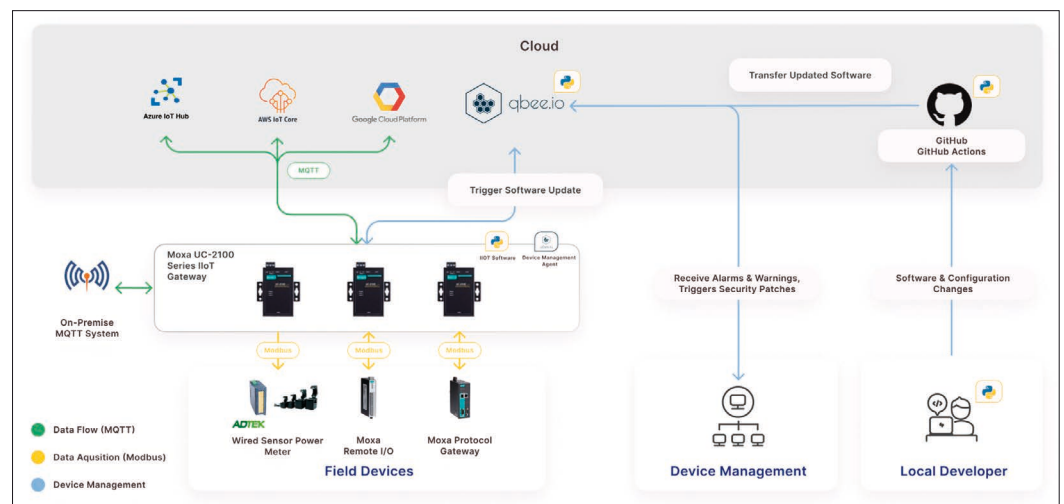 Cloud
Azure IoT Hub
AWS IoT Core
Google Cloud Platform
qbee.io
Transfer Updated Software
GitHub
GitHub Actions
MQTT
Trigger Software Update
Moxa UC-2100
Series IIoT
Gateway
IIOT Software
Device Management
Agent
On-Premise
MQTT System
Receive Alarms & Warnings,
Triggers Security Patches
Software & Configuration
Changes
Modbus
Modbus
Modbus
ADTEK
Wired Sensor Power
Meter
Moxa
Remote I/O
Moxa Protocol
Gateway
Field Devices
Device Management
Local Developer
Data Flow (MQTT)
Data Aqusition (Modbus)
Device Management